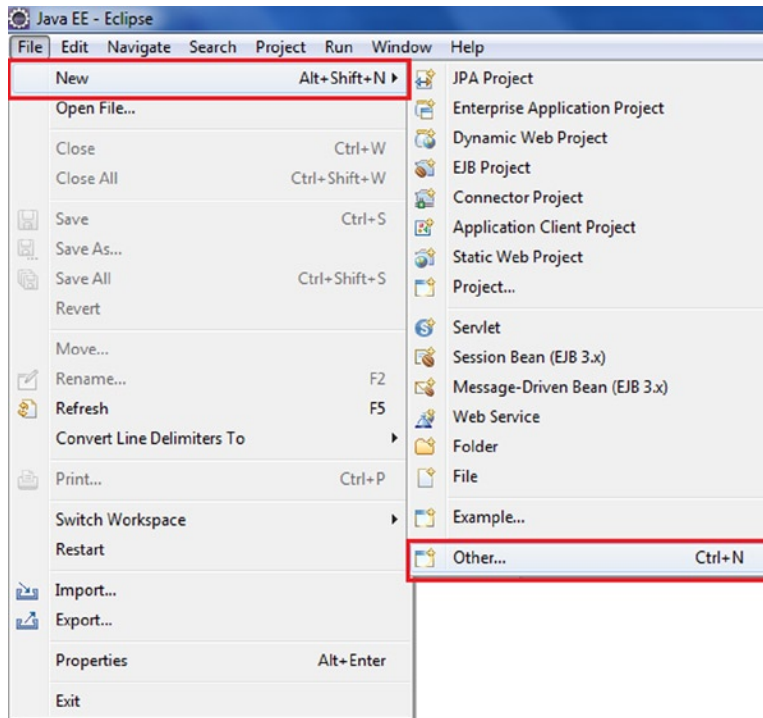 Java EE - Eclipse
File Edit Navigate Search Project Run Window Help
New Alt+Shift+N
Open File...
Close Ctrl+W
Close All Ctrl+Shift+W
Save Ctrl+S
Save As...
Save All Ctrl+Shift+S
Revert
Move...
Rename... F2
Refresh F5
Convert Line Delimiters To
Print... Ctrl+P
Switch Workspace
Restart
Import...
Export...
Properties Alt+Enter
Exit
JPA Project
Enterprise Application Project
Dynamic Web Project
EJB Project
Connector Project
Application Client Project
Static Web Project
Project...
Servlet
Session Bean (EJB 3.x)
Message-Driven Bean (EJB 3.x)
Web Service
Folder
File
Example...
Other... Ctrl+N